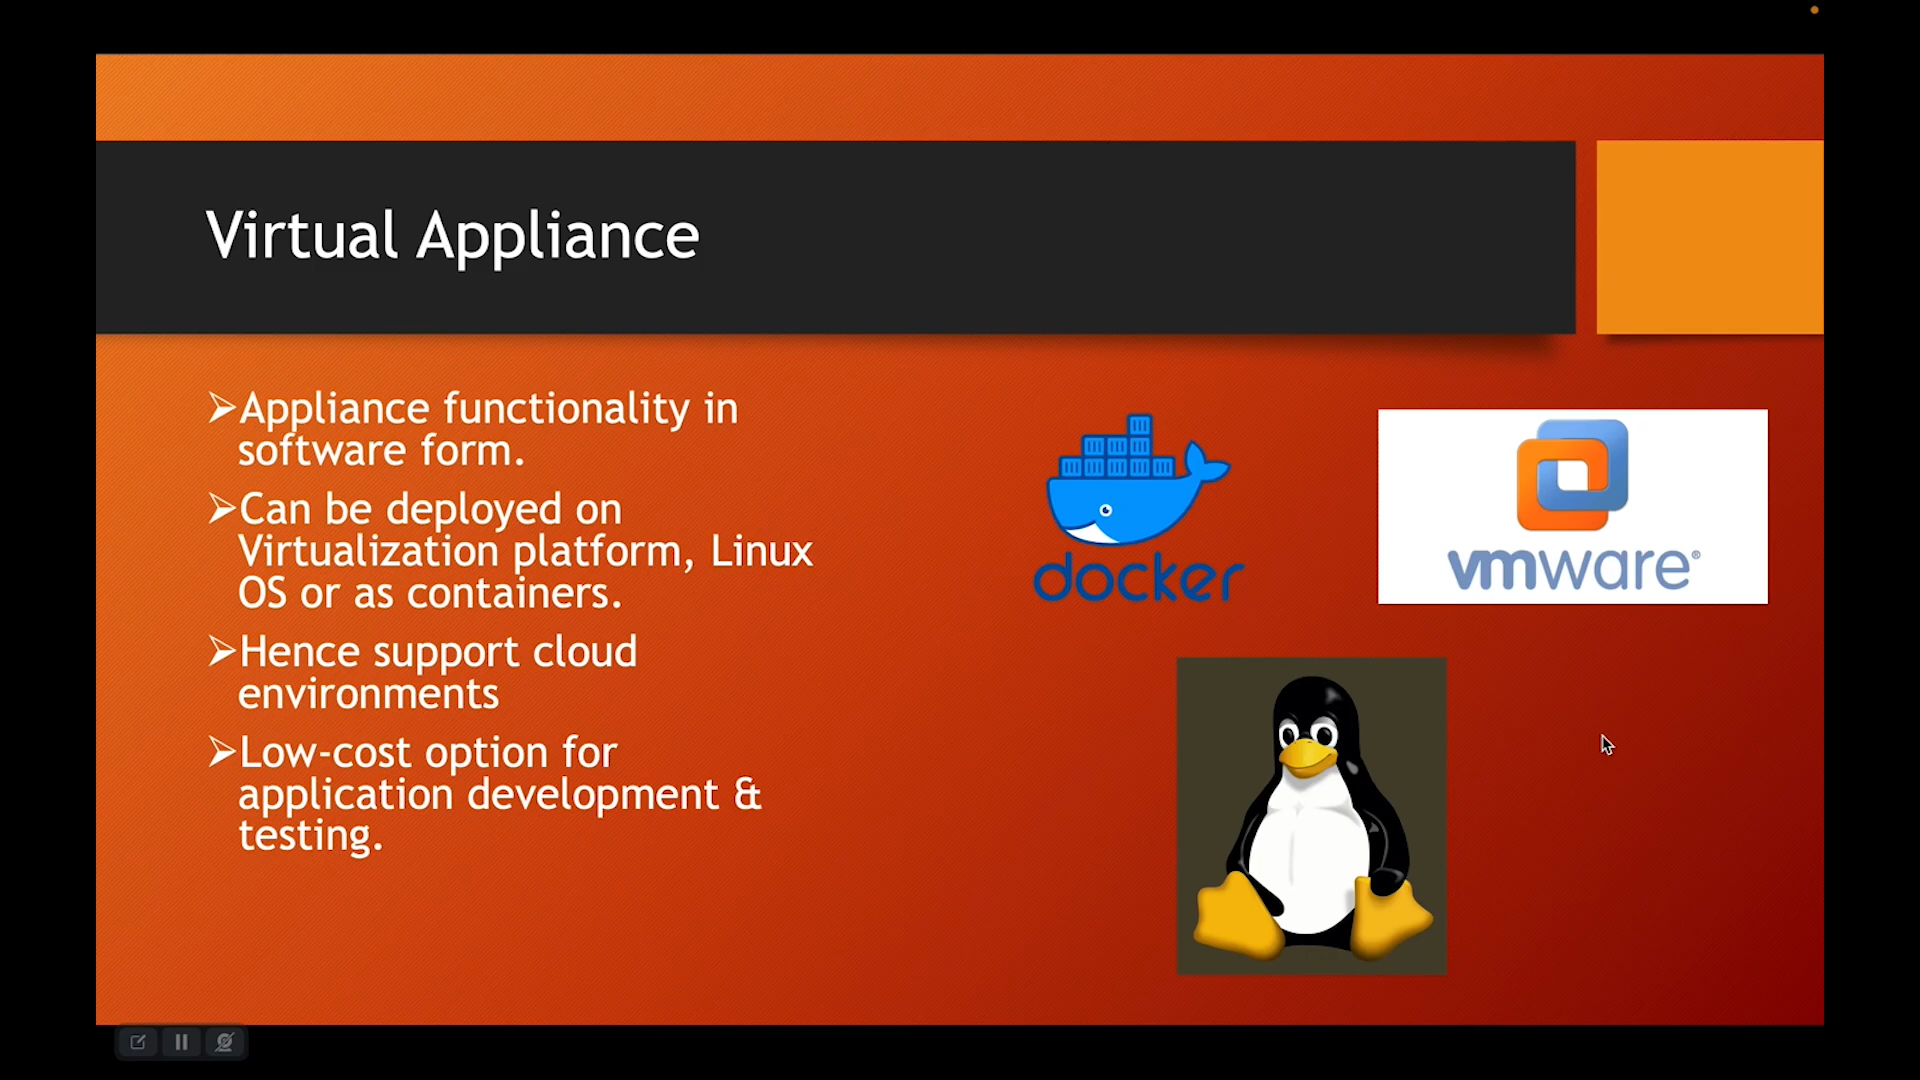 Virtual Appliance
➢Appliance functionality in
software form.
➢Can be deployed on
Virtualization platform, Linux
OS or as containers.
➢Hence support cloud
environments
➢Low-cost option for
application development &
testing.
docker
vmware®